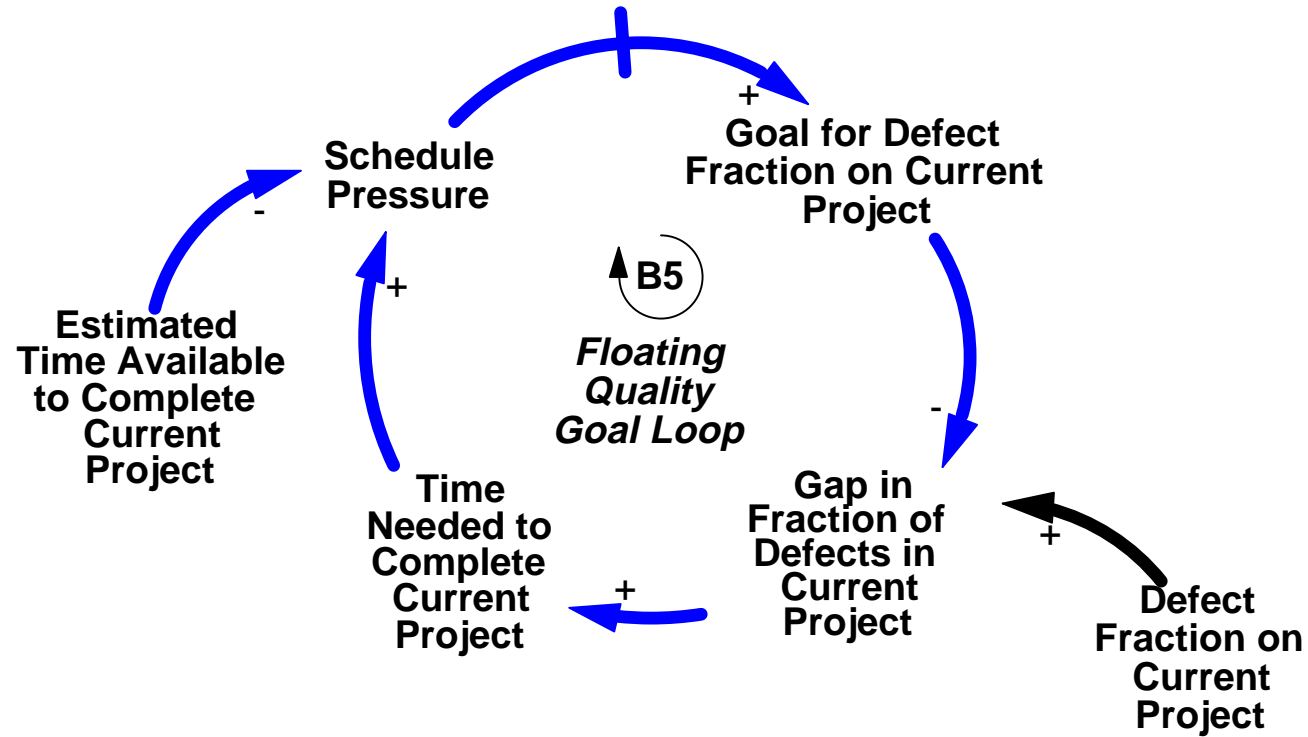 +
Goal for Defect
Fraction on Current
Project
Schedule
Pressure
-
+
B5
Floating
Quality
Goal Loop
Estimated
Time Available
to Complete
Current
Project
-
Time
Needed to
Complete
Current
Project
+
Gap in
Fraction of
Defects in
Current
Project
+
Defect
Fraction on
Current
Project